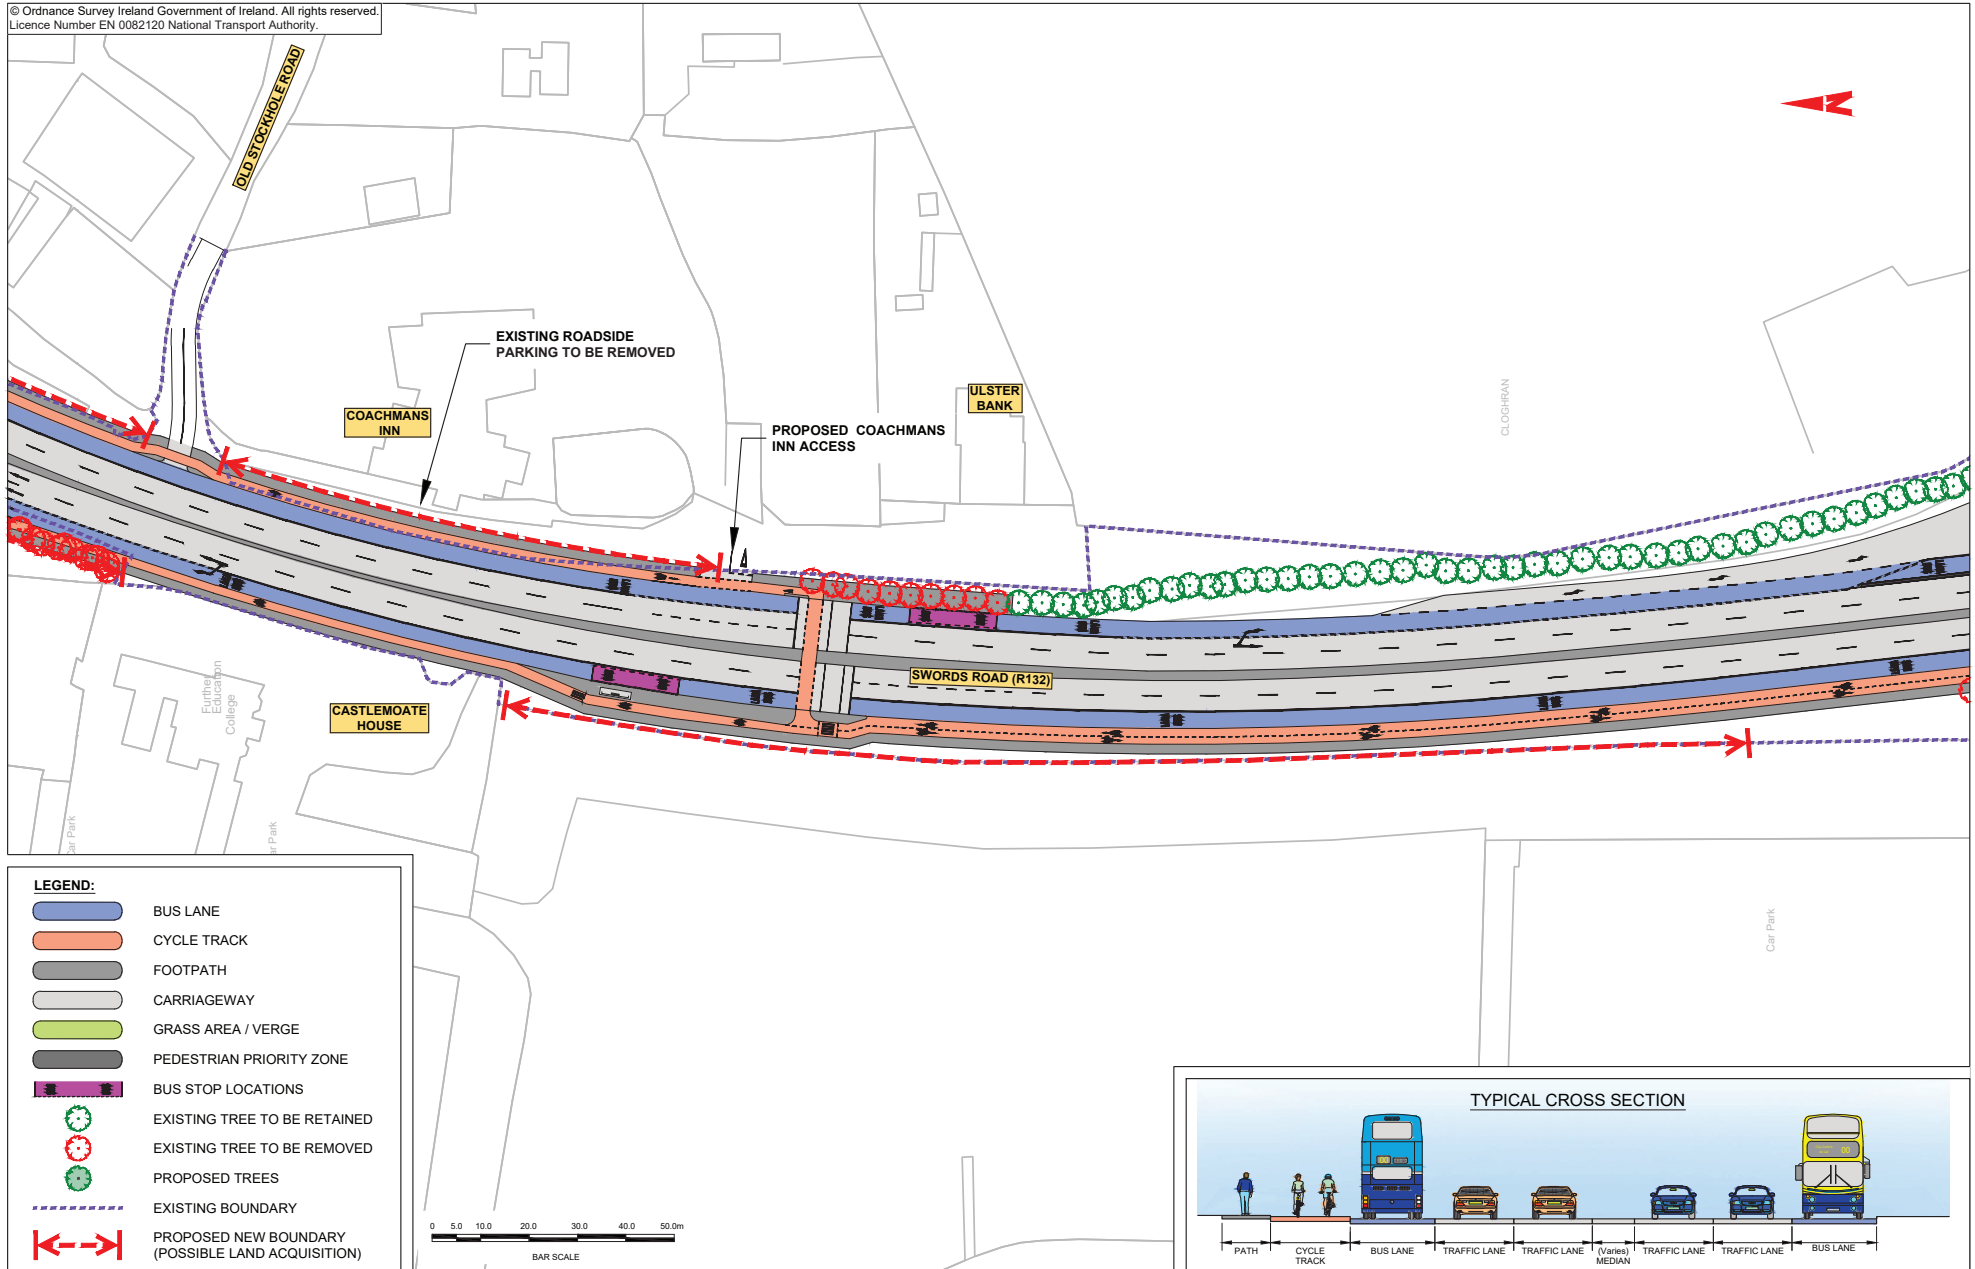 © Ordnance Survey Ireland Government of Ireland. All rights reserved.
Licence Number EN 0082120 National Transport Authority.
OLD STOCKHOLE ROAD
N
EXISTING ROADSIDE
PARKING TO BE REMOVED
COACHMANS
INN
ULSTER
BANK
PROPOSED COACHMANS
INN ACCESS
CLOGHRAN
SWORDS ROAD (R132)
Further
Education
College
CASTLEMOATE
HOUSE
Car Park
ar Park
Car Park
LEGEND:
BUS LANE
CYCLE TRACK
FOOTPATH
CARRIAGEWAY
GRASS AREA / VERGE
PEDESTRIAN PRIORITY ZONE
BUS STOP LOCATIONS
EXISTING TREE TO BE RETAINED
EXISTING TREE TO BE REMOVED
PROPOSED TREES
EXISTING BOUNDARY
PROPOSED NEW BOUNDARY
(POSSIBLE LAND ACQUISITION)
0 5.0 10.0 20.0 30.0 40.0 50.0m
BAR SCALE
TYPICAL CROSS SECTION
PATH
CYCLE
TRACK
BUS LANE
TRAFFIC LANE
TRAFFIC LANE
(Varies)
MEDIAN
TRAFFIC LANE
TRAFFIC LANE
BUS LANE